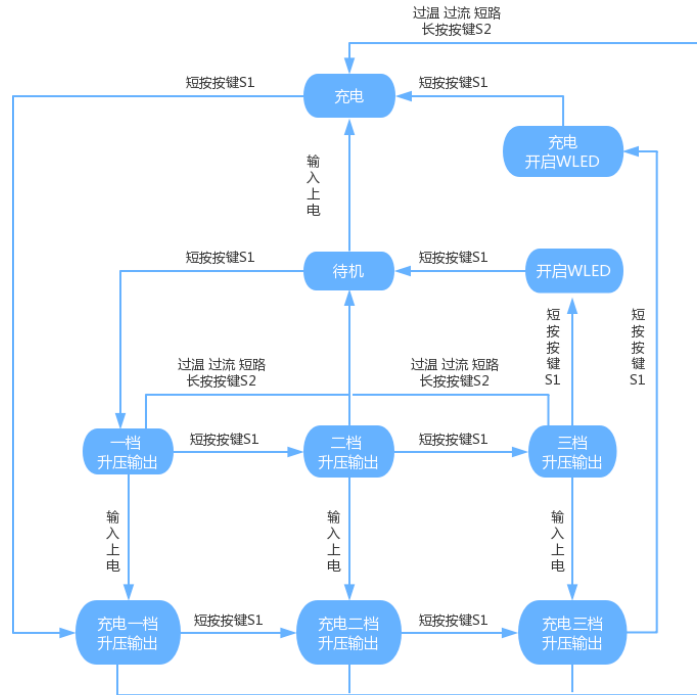 过温 过流 短路
长按按键S2
短按按键S1
充电
短按按键S1
充电
开启WLED
输入上电
短按按键S1
待机
短按按键S1
开启WLED
短按按键S1
短按按键S1
过温 过流 短路
长按按键S2
过温 过流 短路
长按按键S2
一档
升压输出
短按按键S1
二档
升压输出
短按按键S1
三档
升压输出
输入上电
输入上电
输入上电
充电一档
升压输出
短按按键S1
充电二档
升压输出
短按按键S1
充电三档
升压输出